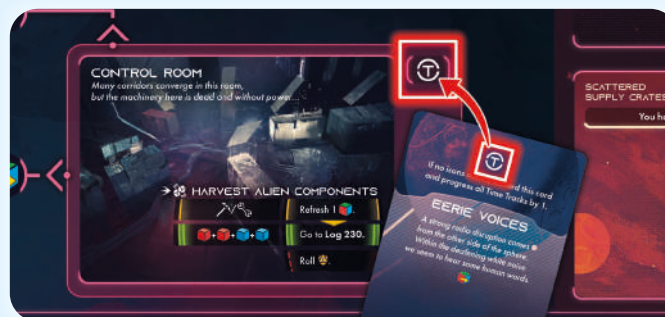 CONTROL ROOM
Many corridors converge in this room,
but the machinery here is dead and without power...
HARVEST ALIEN COMPONENTS
Refresh 1
Go to Log 230.
Roll
SCATTERED
SUPPLY CRATES
You
If no icons this card
and progress all Time Tracks by 1.
EERIE VOICES
A strong radio disruption comes
from the other side of the sphere.
Within the deafening white noise
we seem to hear some human words.